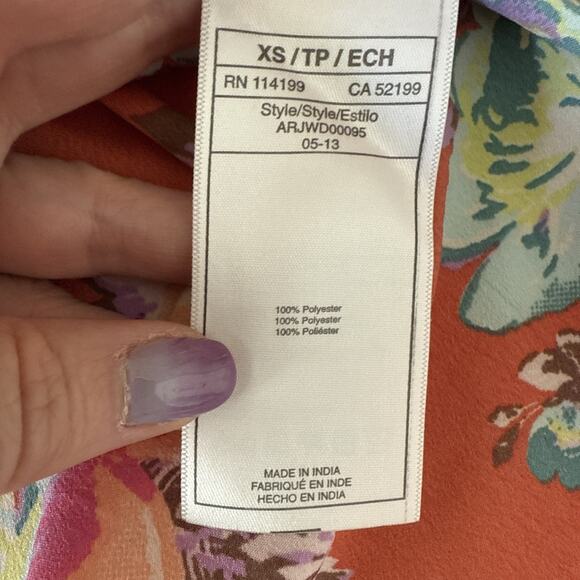 XS / TP / ECH
RN 114199 CA 52199
Style/Style/Estilo
ARJWD00095
05-13
100% Polyester
100% Polyester
100% Poliéster
MADE IN INDIA
FABRIQUÉ EN INDE
HECHO EN INDIA